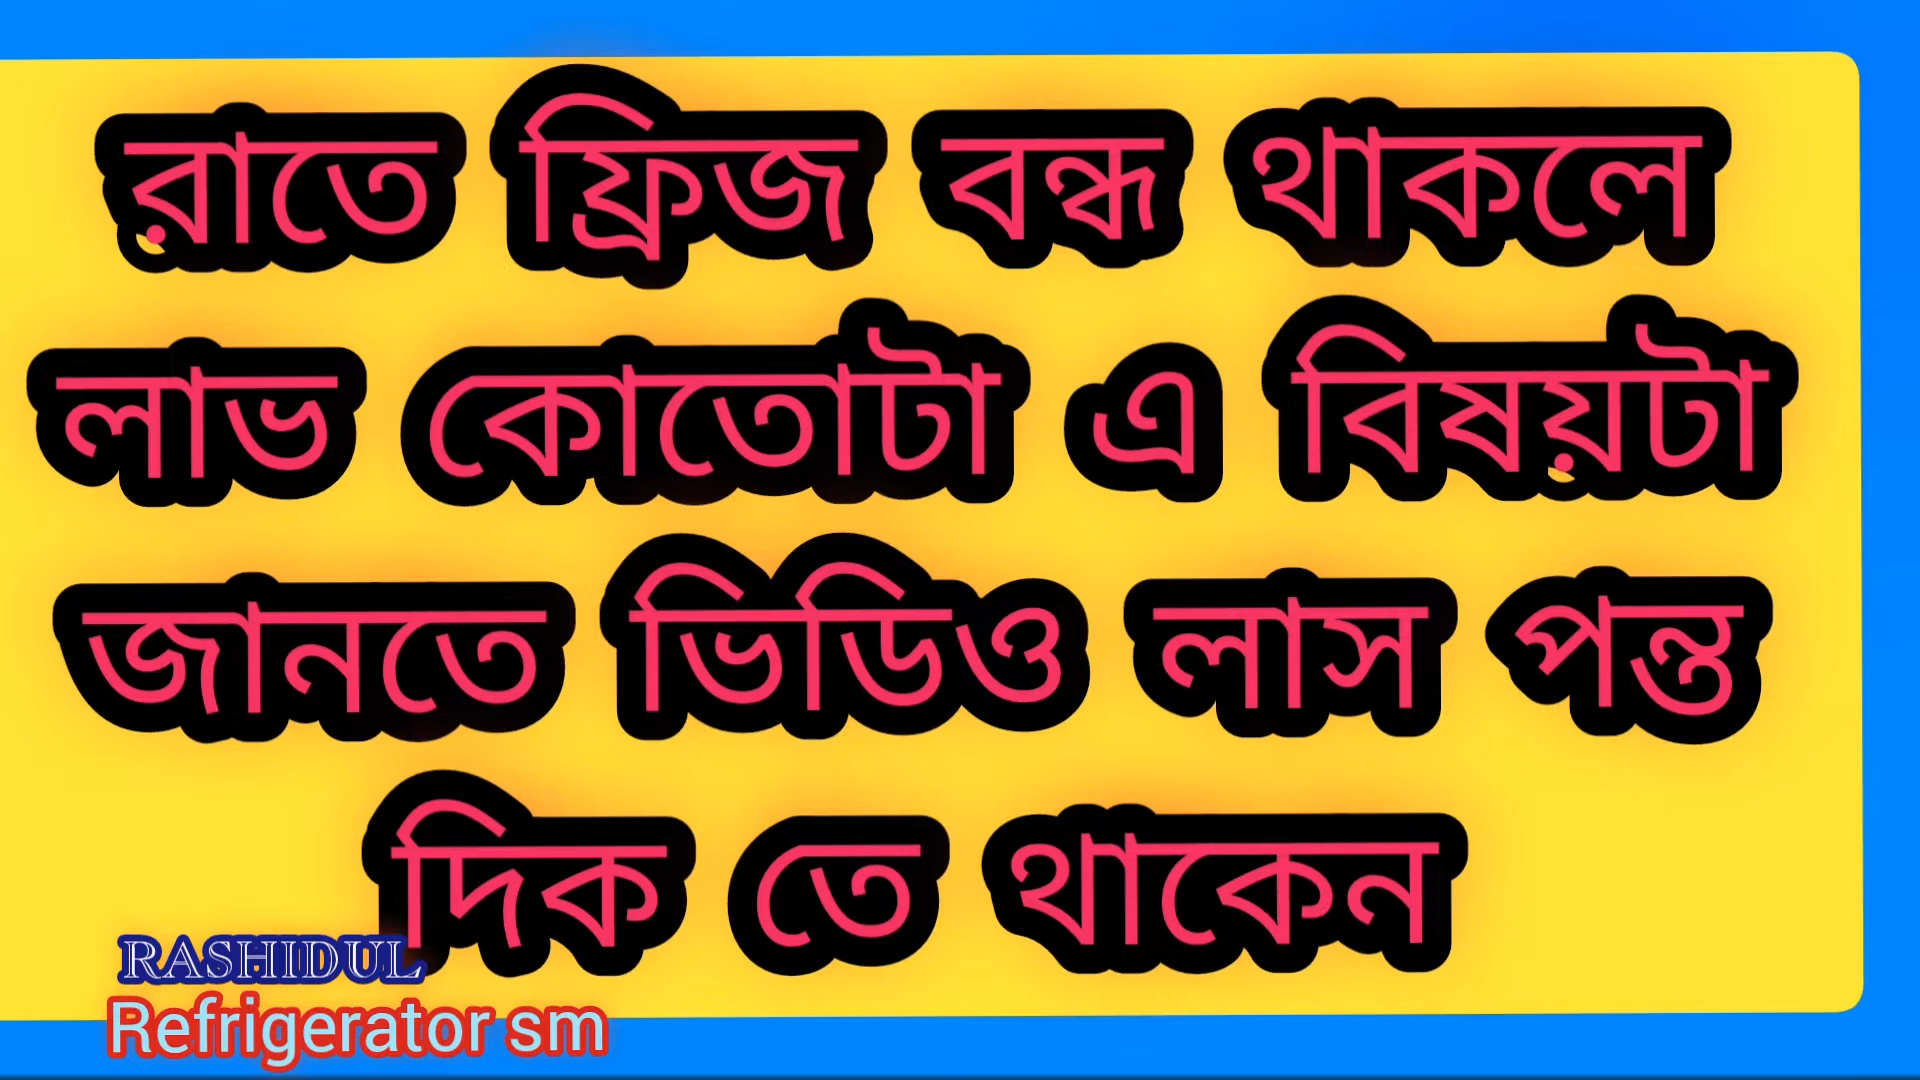 রাতে ফ্রিজ বন্ধ থাকলে
লাভ কোতোটা এ বিষয়টা
জানতে ভিডিও লাস পন্ত
দিক তে থাকেন
RASHIDUL
Refrigerator sm